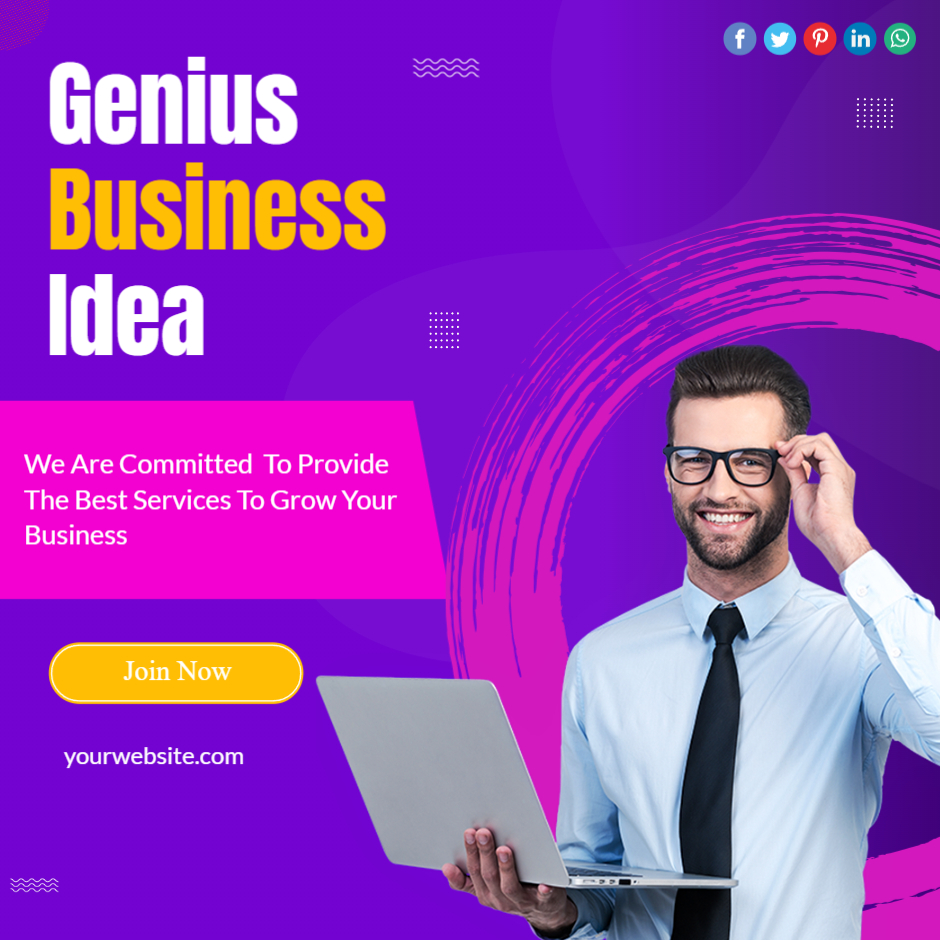 Genius
Business
Idea
We Are Committed  To Provide
The Best Services To Grow Your
Business
Join Now
yourwebsite.com